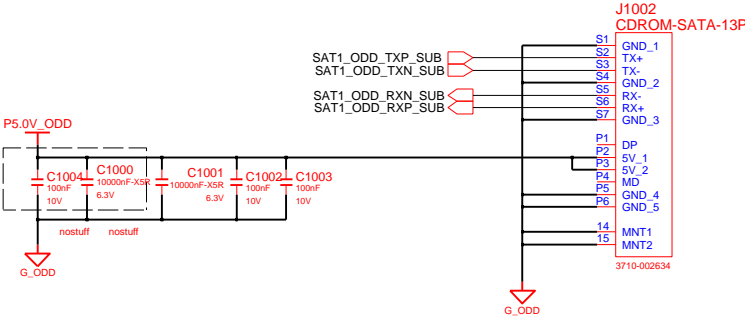 J1002
CDROM-SATA-13P
S1 GND_1
SAT1_ODD_TXP_SUB S2 TX+
SAT1_ODD_TXN_SUB S3 TX-
S4 GND_2
SAT1_ODD_RXN_SUB S5 RX-
SAT1_ODD_RXP_SUB S6 RX+
S7 GND_3
P5.0V_ODD
P1 DP
P2 5V_1
P3 5V_2
P4 MD
P5 GND_4
P6 GND_5
14 MNT1
15 MNT2
3710-002634
C1004
100nF
10V
C1000
10000nF-X5R
6.3V
C1001
10000nF-X5R
6.3V
C1002
100nF
10V
C1003
100nF
10V
nostuff nostuff
G_ODD
G_ODD